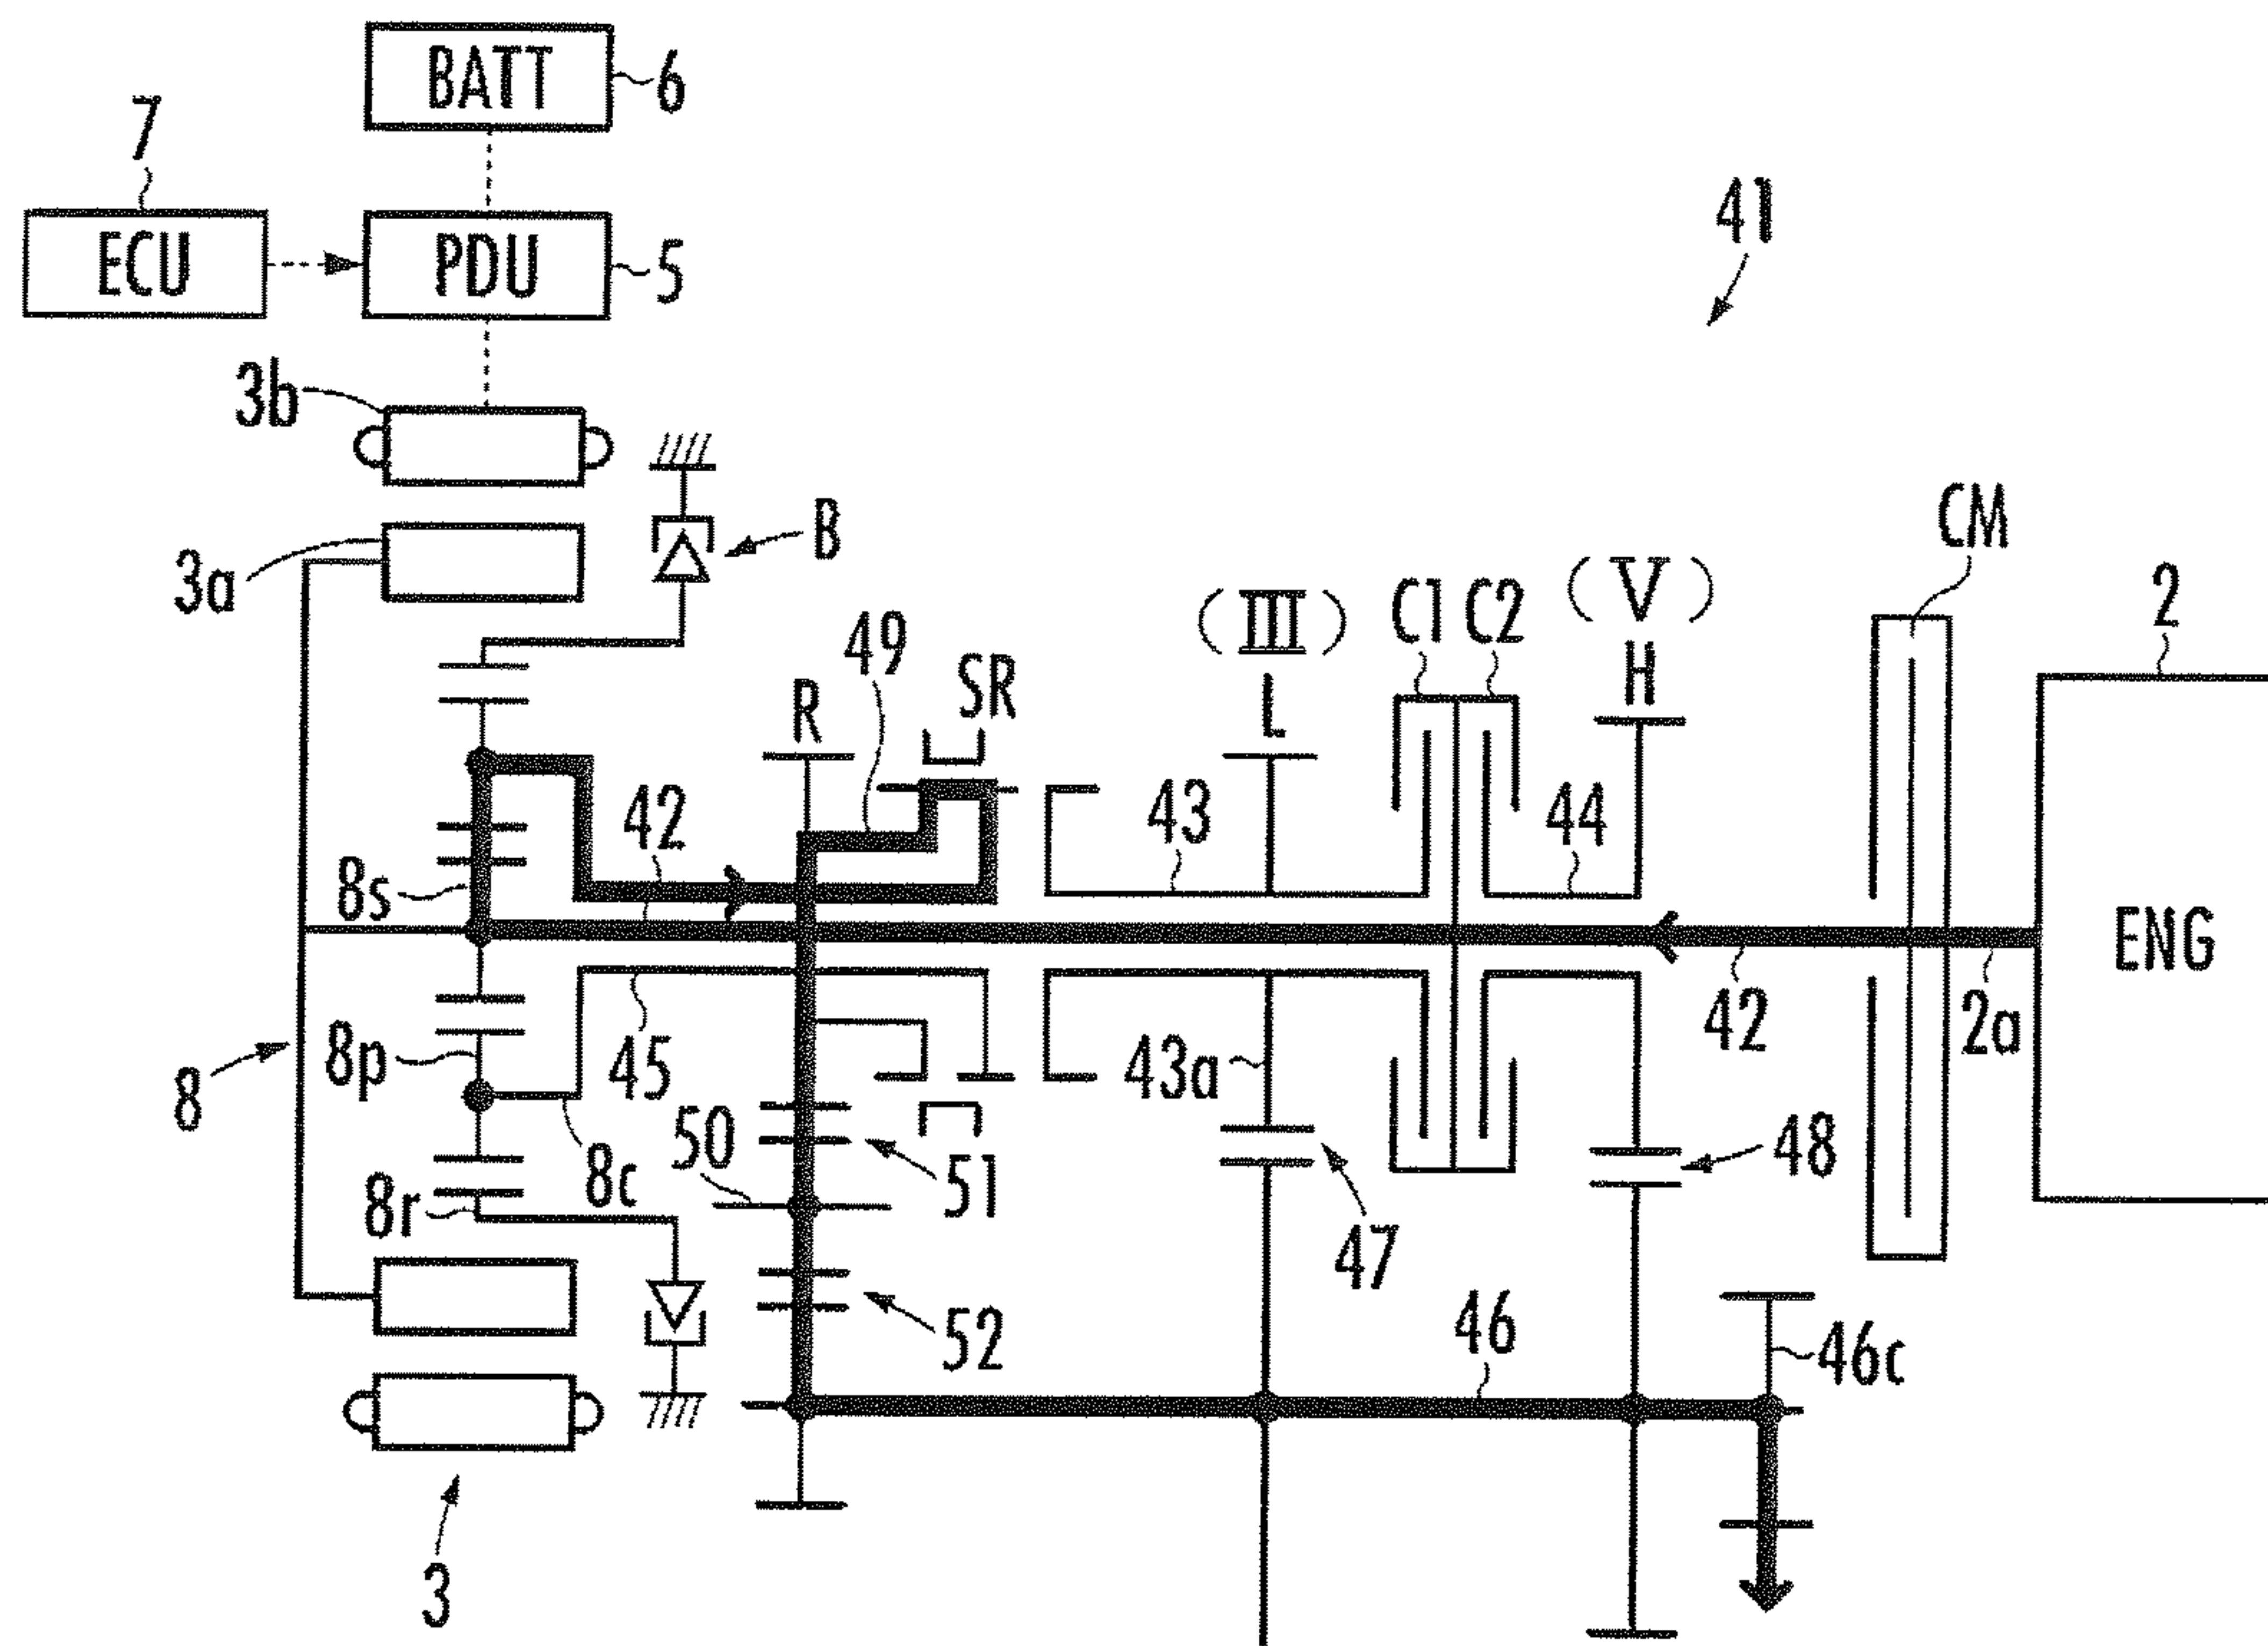 BATT
6
7
ECU
PDU
5
41
3b
3a
B
CM
2
(III)
L
C1
C2
(V)
H
49
SR
R
42
43
44
8s
ENG
42
2a
8p
45
43a
8
50
51
8c
8r
47
48
52
46
46c
3